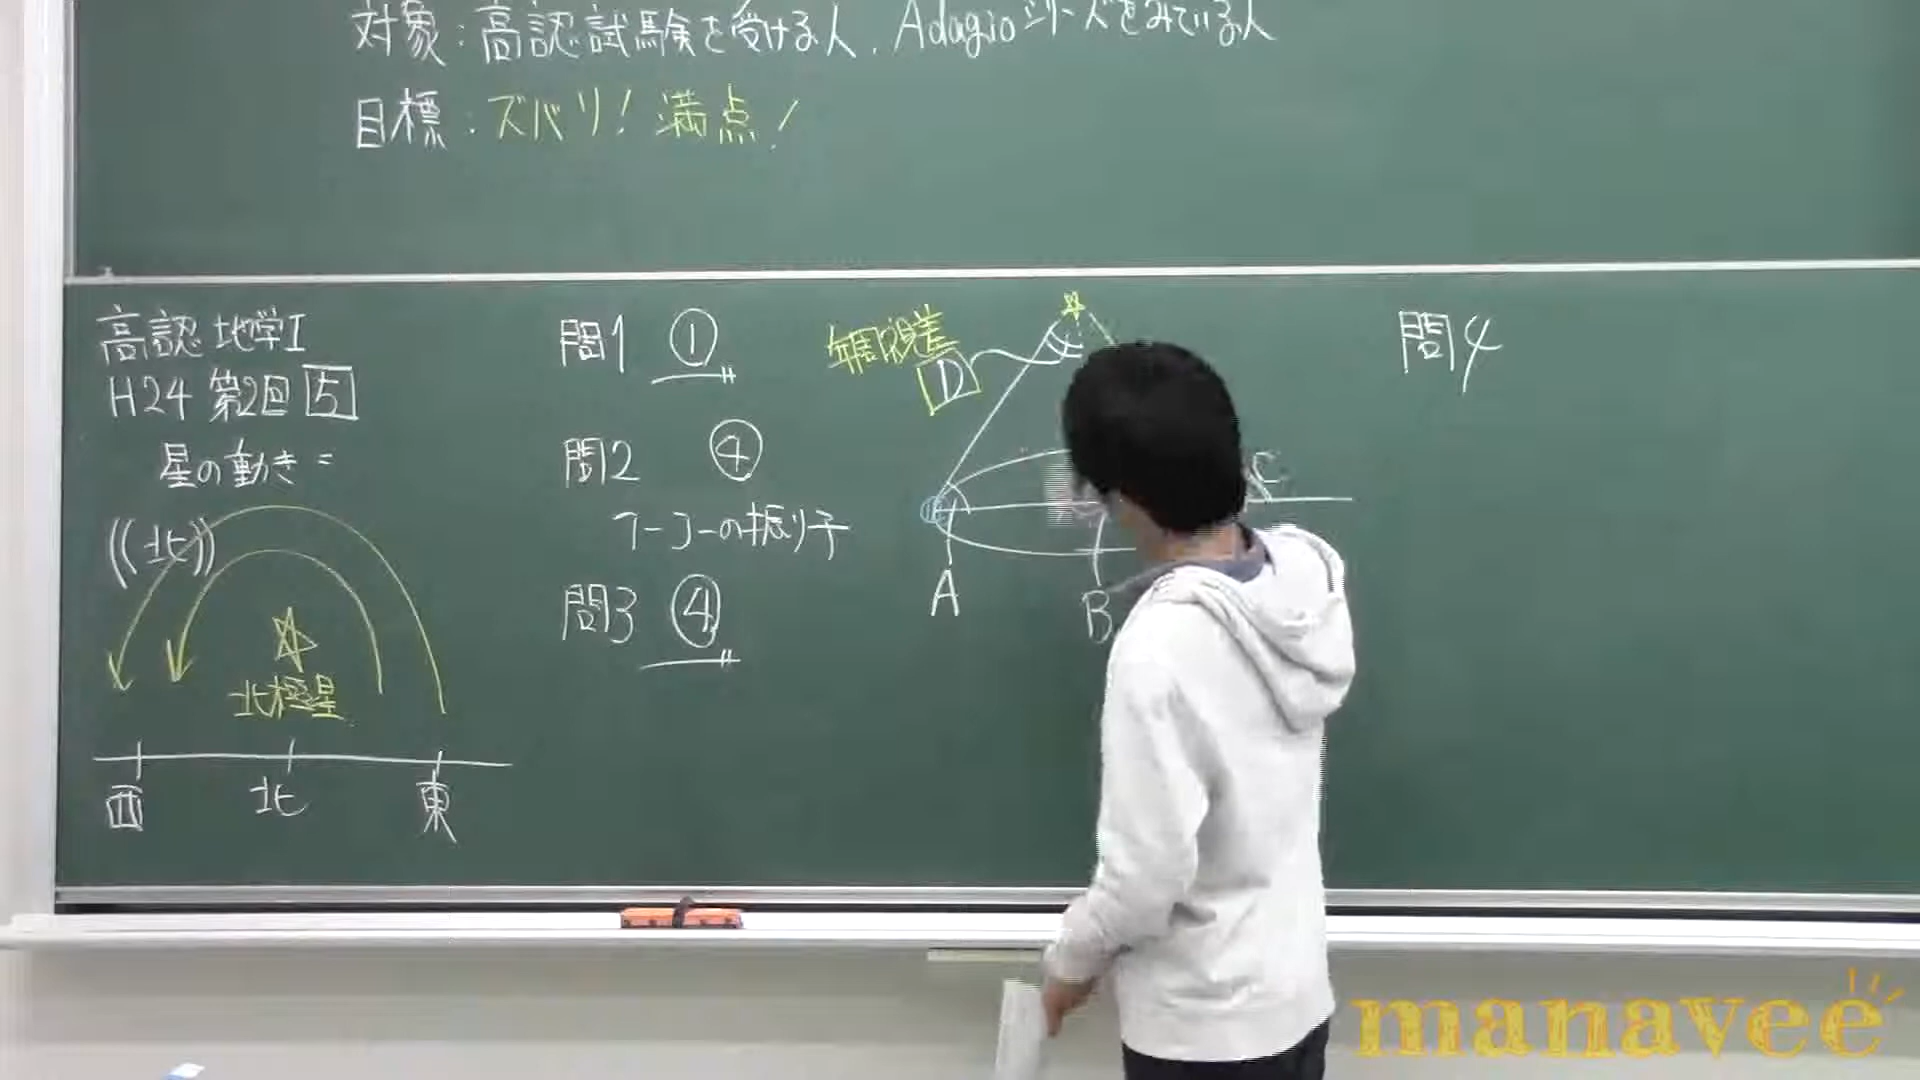 対象:高認試験を受ける人、Adagioシリーズをみている人
目標:ズバリ!満点!
高認 地学I
H24 第2回 5
星の動き=
((北))
北極星
西 北 東
問1 ①
問2 ④
フーコーの振り子
問3 ④
年周視差
D
A
B
C
問4
manavee